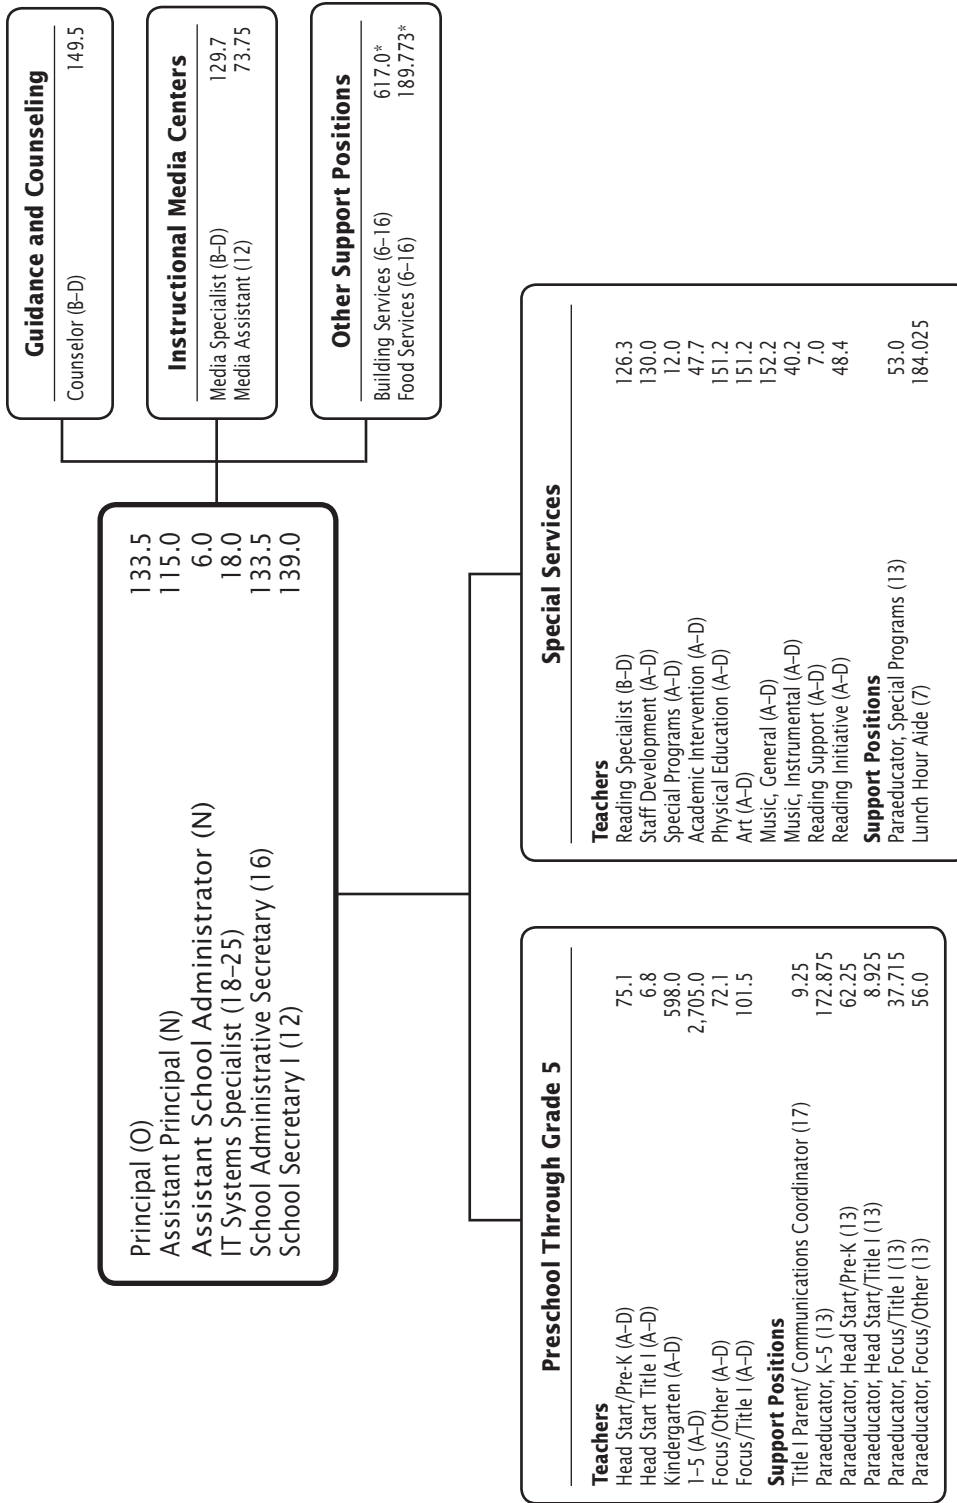 Principal (O) 133.5
Assistant Principal (N) 115.0
Assistant School Administrator (N) 6.0
IT Systems Specialist (18–25) 18.0
School Administrative Secretary (16) 133.5
School Secretary I (12) 139.0
Guidance and Counseling
Counselor (B–D) 149.5
Instructional Media Centers
Media Specialist (B–D) 129.7
Media Assistant (12) 73.75
Other Support Positions
Building Services (6–16) 617.0*
Food Services (6–16) 189.773*
Preschool Through Grade 5
Teachers
Head Start/Pre-K (A–D) 75.1
Head Start Title I (A–D) 6.8
Kindergarten (A–D) 598.0
1–5 (A–D) 2,705.0
Focus/Other (A–D) 72.1
Focus/Title I (A–D) 101.5
Support Positions
Title I Parent/ Communications Coordinator (17) 9.25
Paraeducator, K–5 (13) 172.875
Paraeducator, Head Start/Pre-K (13) 62.25
Paraeducator, Head Start/Title I (13) 8.925
Paraeducator, Focus/Title I (13) 37.715
Paraeducator, Focus/Other (13) 56.0
Special Services
Teachers
Reading Specialist (B–D) 126.3
Staff Development (A–D) 130.0
Special Programs (A–D) 12.0
Academic Intervention (A–D) 47.7
Physical Education (A–D) 151.2
Art (A–D) 151.2
Music, General (A–D) 152.2
Music, Instrumental (A–D) 40.2
Reading Support (A–D) 7.0
Reading Initiative (A–D) 48.4
Support Positions
Paraeducator, Special Programs (13) 53.0
Lunch Hour Aide (7) 184.025